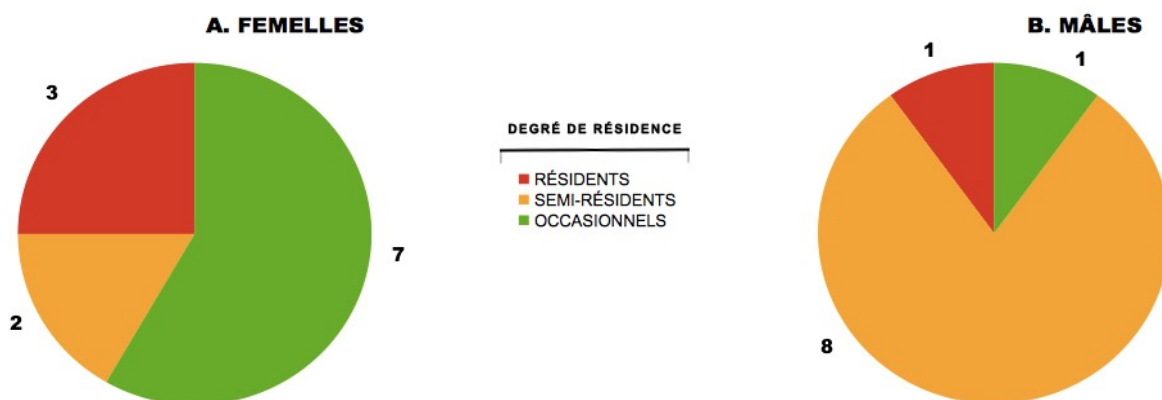 A. FEMELLES
3
2
7
DEGRÉ DE RÉSIDENCE
RÉSIDENTS
SEMI-RÉSIDENTS
OCCASIONNELS
B. MÂLES
1
1
8